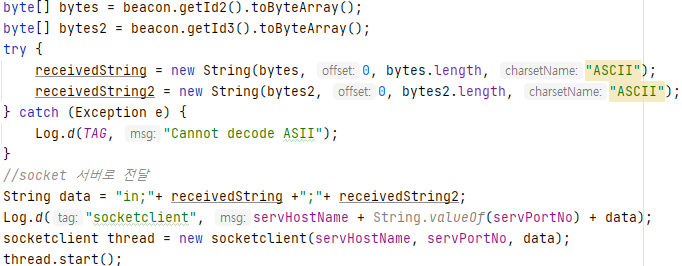 byte[] bytes = beacon.getId2().toByteArray();
byte[] bytes2 = beacon.getId3().toByteArray();
try {
    receivedString = new String(bytes, offset: 0, bytes.length, charsetName: "ASCII");
    receivedString2 = new String(bytes2, offset: 0, bytes2.length, charsetName: "ASCII");
} catch (Exception e) {
    Log.d(TAG, msg: "Cannot decode ASII");
}
//socket 서버로 전달
String data = "in;"+ receivedString +";"+ receivedString2;
Log.d( tag: "socketclient", msg: servHostName + String.valueOf(servPortNo) + data);
socketclient thread = new socketclient(servHostName, servPortNo, data);
thread.start();